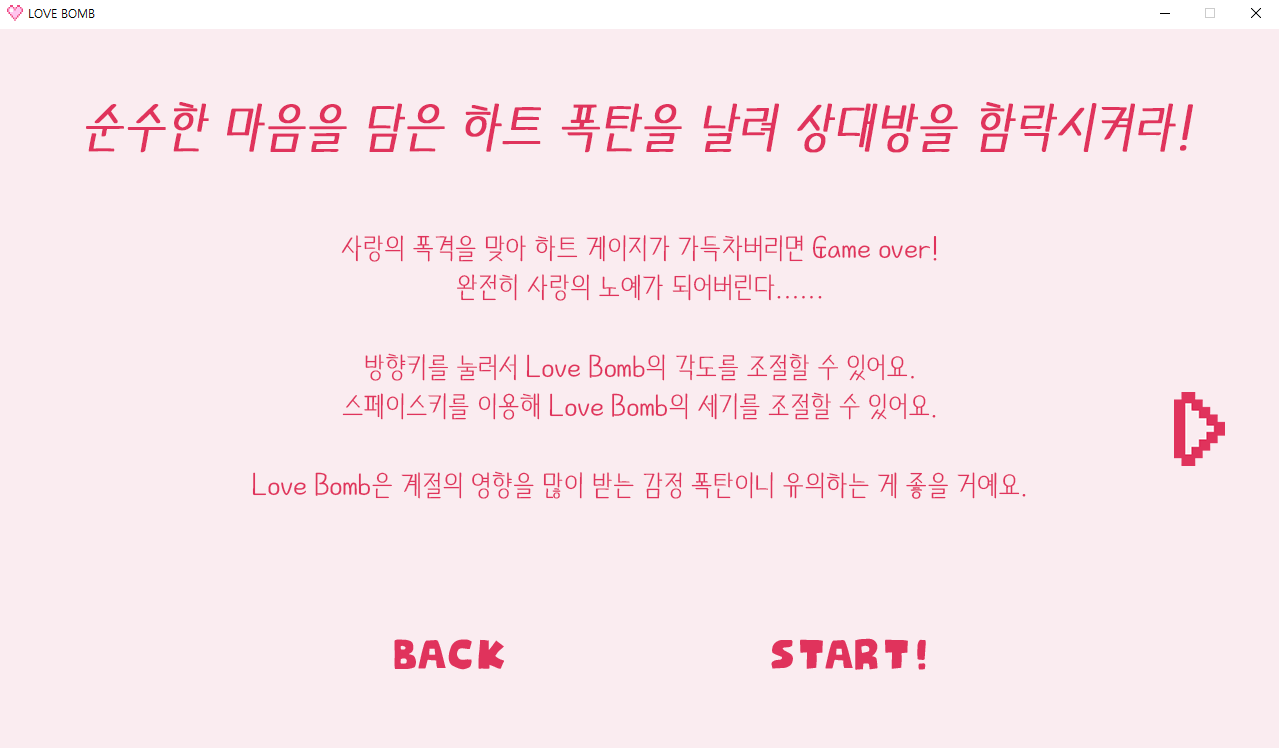 LOVE BOMB
순수한 마음을 담은 하트 폭탄을 날려 상대방을 함락시켜라!
사랑의 폭격을 맞아 하트 게이지가 가득차버리면 Game over!
완전히 사랑의 노예가 되어버린다......
방향키를 눌러서 Love Bomb의 각도를 조절할 수 있어요.
스페이스키를 이용해 Love Bomb의 세기를 조절할 수 있어요.
Love Bomb은 계절의 영향을 많이 받는 감정 폭탄이니 유의하는 게 좋을 거예요.
BACK START!